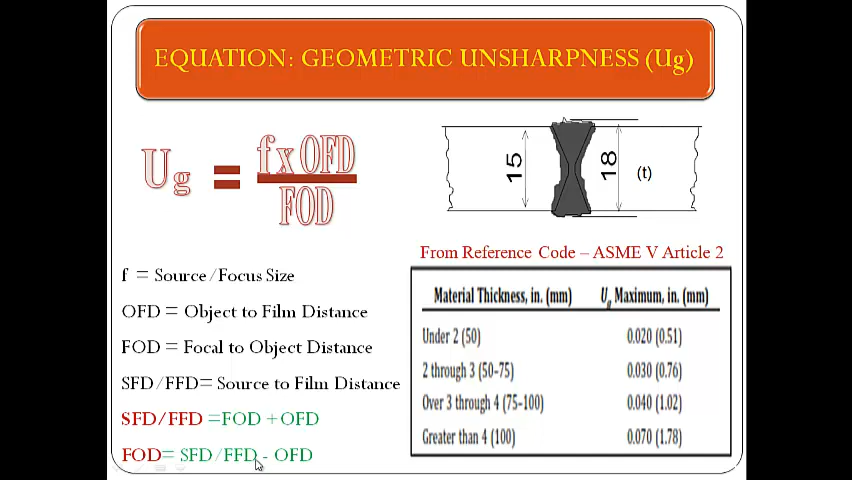 EQUATION: GEOMETRIC UNSHARPNESS (Ug)
Ug = f x OFD
FOD
15
18
(t)
f = Source/Focus Size
OFD = Object to Film Distance
FOD = Focal to Object Distance
SFD/FFD= Source to Film Distance
SFD/FFD =FOD +OFD
FOD= SFD/FFD - OFD
From Reference Code – ASME V Article 2
Material Thickness, in. (mm) Ug Maximum, in. (mm)
Under 2 (50) 0.020 (0.51)
2 through 3 (50–75) 0.030 (0.76)
Over 3 through 4 (75–100) 0.040 (1.02)
Greater than 4 (100) 0.070 (1.78)